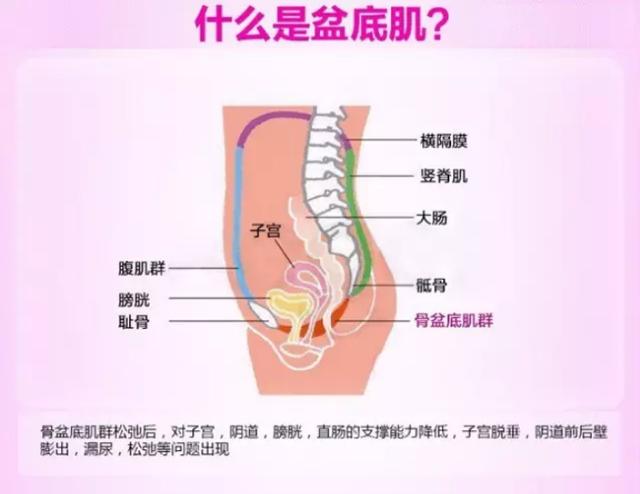 什么是盆底肌?
横隔膜
竖脊肌
大肠
子宫
腹肌群
骶骨
膀胱
耻骨
骨盆底肌群
骨盆底肌群松弛后，对子宫，阴道，膀胱，直肠的支撑能力降低，子宫脱垂，阴道前后壁
膨出，漏尿，松弛等问题出现